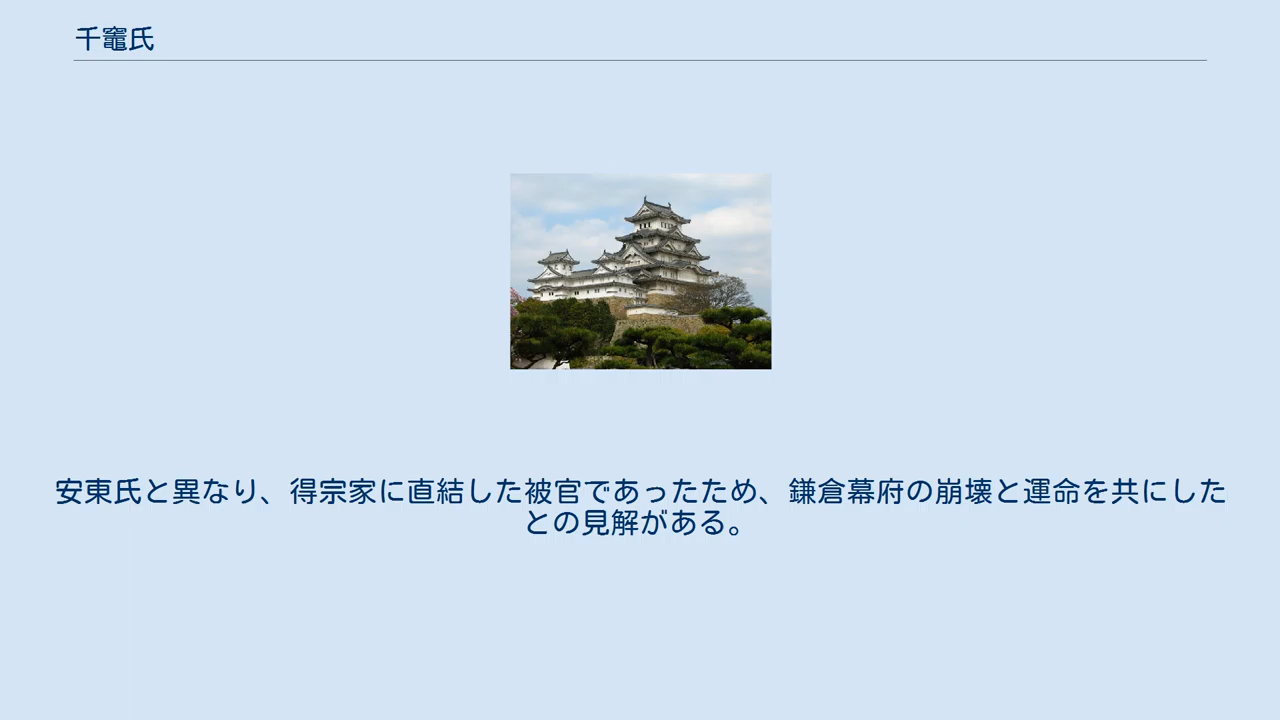 千竈氏
安東氏と異なり、得宗家に直結した被官であったため、鎌倉幕府の崩壊と運命を共にした
との見解がある。